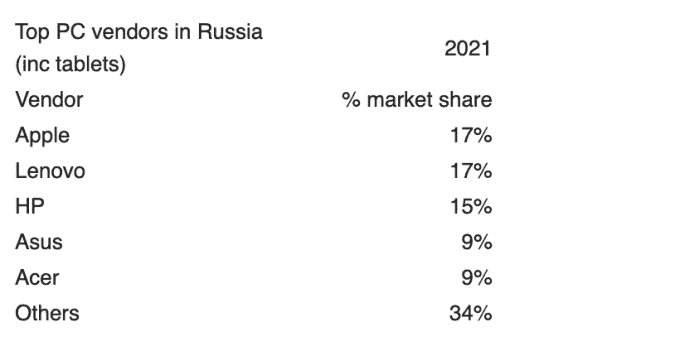 Top PC vendors in Russia
(inc tablets) 2021
Vendor % market share
Apple 17%
Lenovo 17%
HP 15%
Asus 9%
Acer 9%
Others 34%